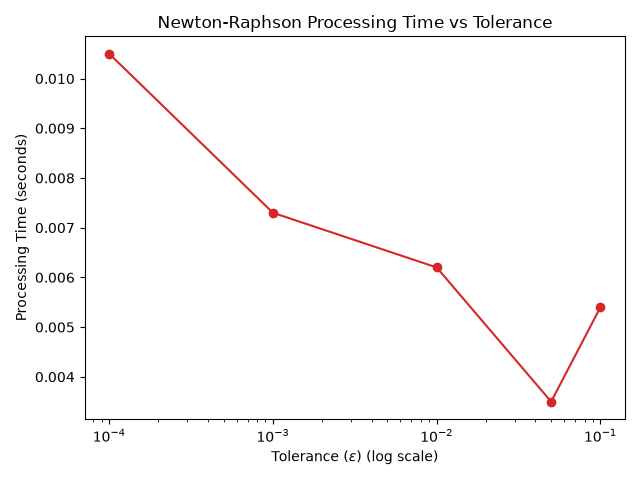 Newton-Raphson Processing Time vs Tolerance
Processing Time (seconds)
0.010
0.009
0.008
0.007
0.006
0.005
0.004
10⁻⁴ 10⁻³ 10⁻² 10⁻¹
Tolerance (ε) (log scale)